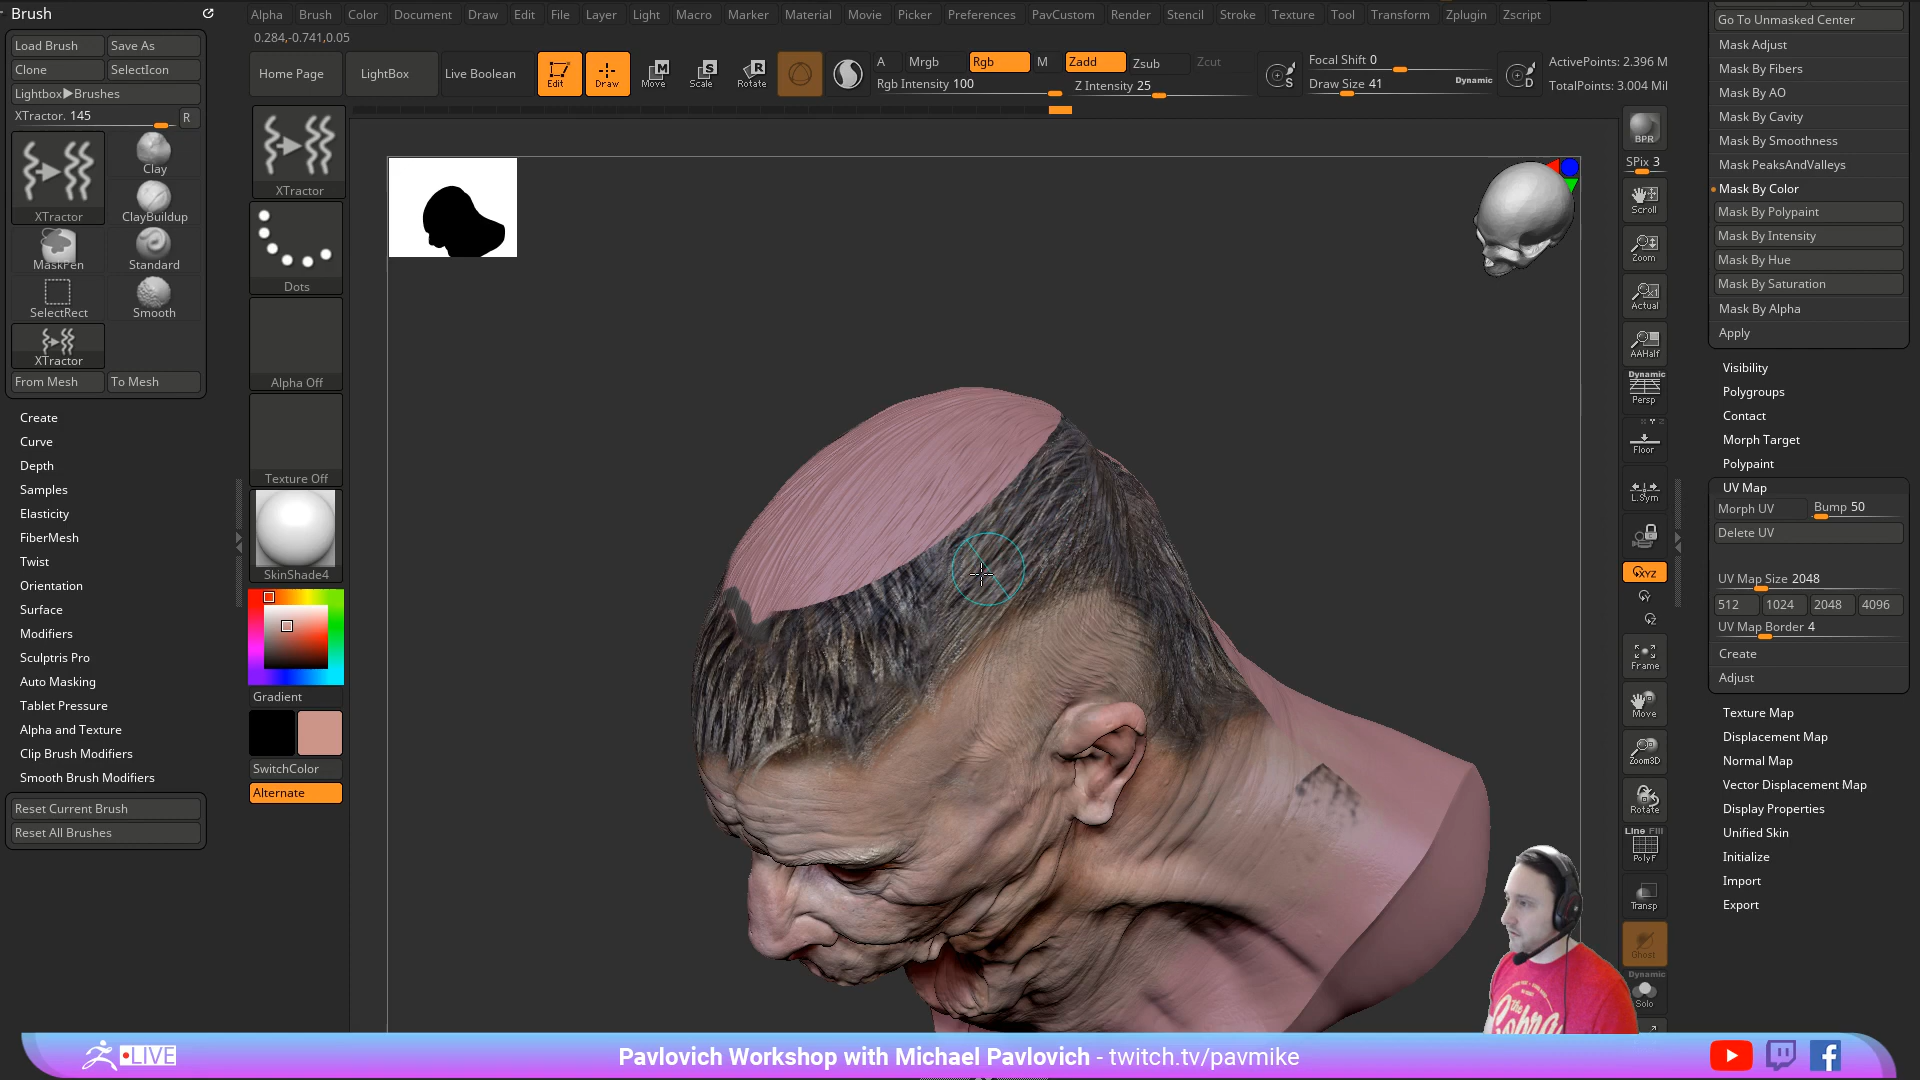 Brush
Alpha Brush Color Document Draw Edit File Layer Light Macro Marker Material Movie Picker Preferences PavCustom Render Stencil Stroke Texture Tool Transform Zplugin Zscript
0.284,-0.741,0.05
Load Brush Save As
Clone SelectIcon
Lightbox▶Brushes
XTractor. 145 R
XTractor
Clay
ClayBuildup
MaskPen Standard
SelectRect Smooth
XTractor
From Mesh To Mesh
Create
Curve
Depth
Samples
Elasticity
FiberMesh
Twist
Orientation
Surface
Modifiers
Sculptris Pro
Auto Masking
Tablet Pressure
Alpha and Texture
Clip Brush Modifiers
Smooth Brush Modifiers
Reset Current Brush
Reset All Brushes
Home Page LightBox Live Boolean
Edit Draw Move Scale Rotate
M S R
A Mrgb Rgb M Zadd Zsub Zcut
Rgb Intensity 100 Z Intensity 25
S
Focal Shift 0
Draw Size 41 Dynamic
D
ActivePoints: 2.396 M
TotalPoints: 3.004 Mil
XTractor
Dots
Alpha Off
Texture Off
SkinShade4
Gradient
SwitchColor
Alternate
BPR
SPix 3
Scroll
Zoom
Actual
AAHalf
Dynamic
Persp
Floor
L.Sym
XYZ
Y
Z
Frame
Move
Zoom3D
Rotate
Line Fill
PolyF
Transp
Ghost
Dynamic
Solo
Go To Unmasked Center
Mask Adjust
Mask By Fibers
Mask By AO
Mask By Cavity
Mask By Smoothness
Mask PeaksAndValleys
Mask By Color
Mask By Polypaint
Mask By Intensity
Mask By Hue
Mask By Saturation
Mask By Alpha
Apply
Visibility
Polygroups
Contact
Morph Target
Polypaint
UV Map
Morph UV Bump 50
Delete UV
UV Map Size 2048
512 1024 2048 4096
UV Map Border 4
Create
Adjust
Texture Map
Displacement Map
Normal Map
Vector Displacement Map
Display Properties
Unified Skin
Initialize
Import
Export
the
Cobra
LIVE
Pavlovich Workshop with Michael Pavlovich - twitch.tv/pavmike